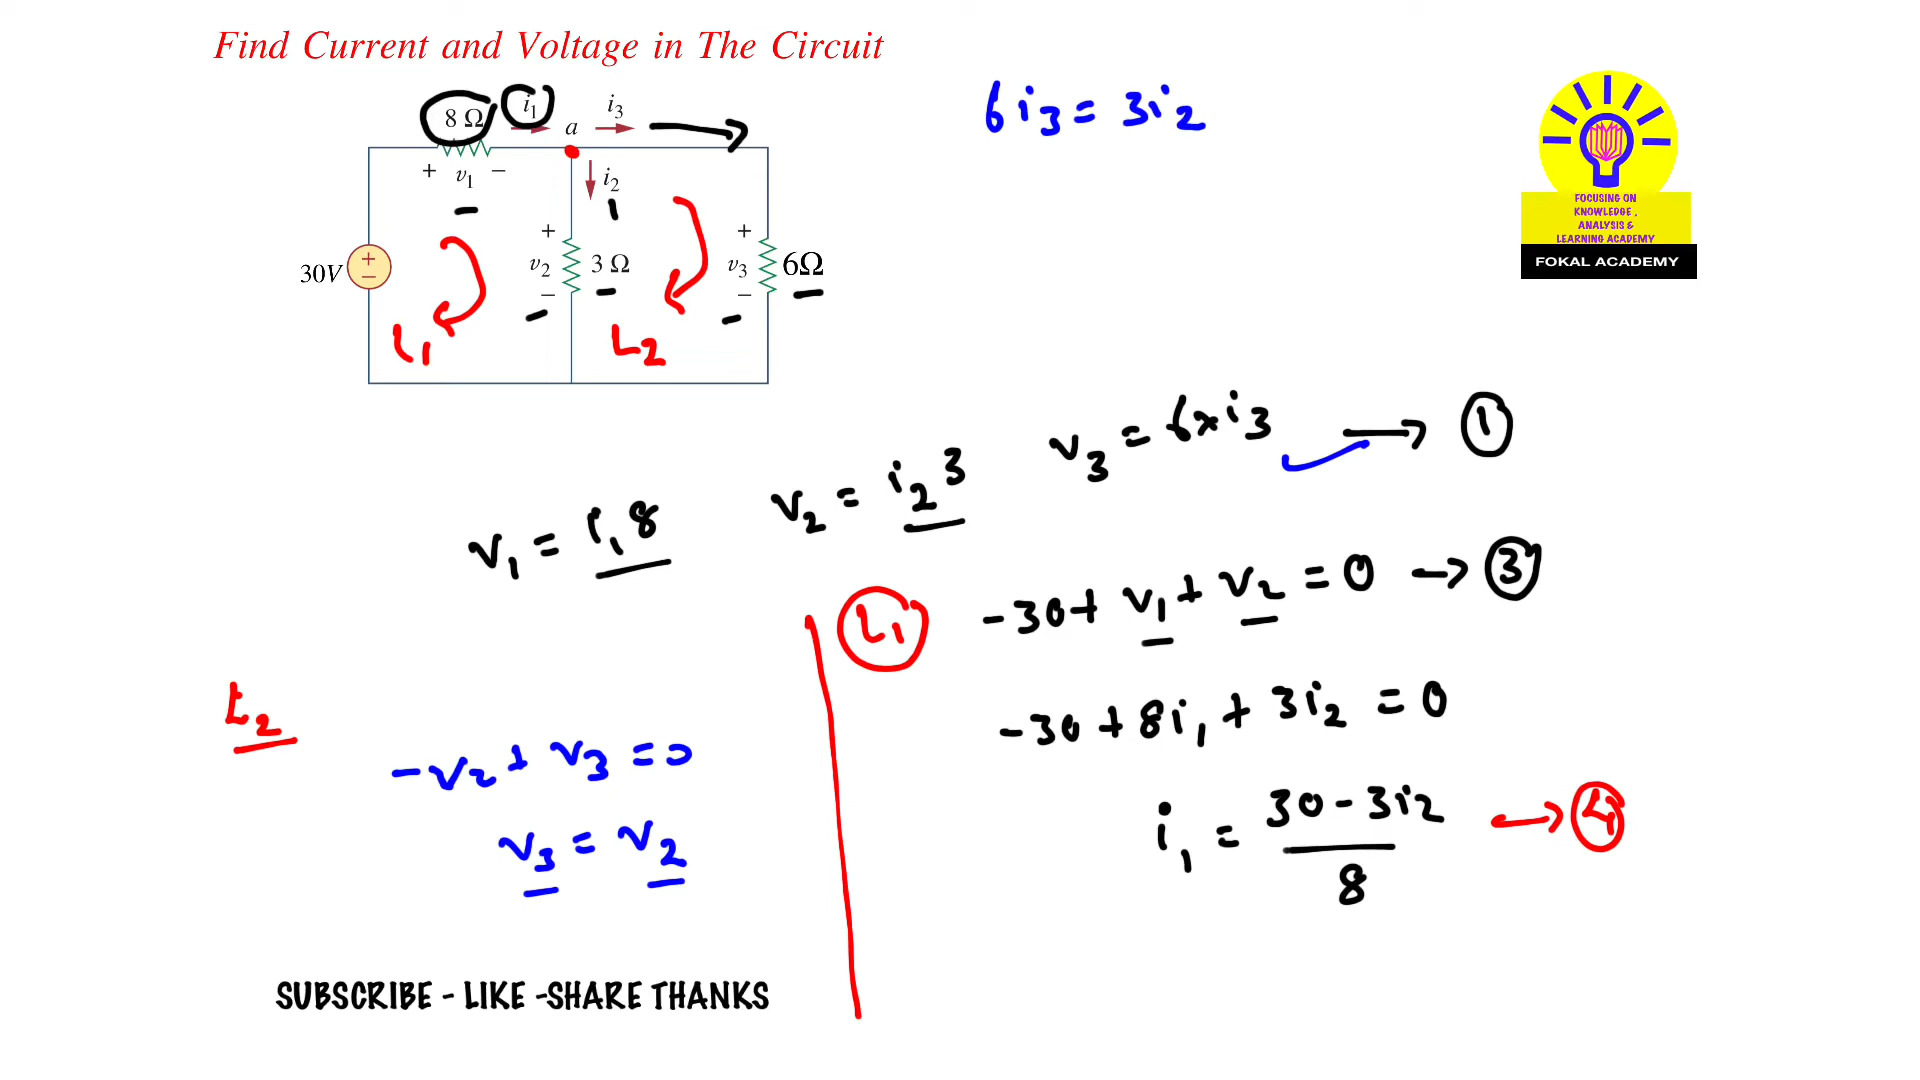 Find Current and Voltage in The Circuit
6i3 = 3i2
8 Ω i1 a i3
+ v1 − i2
30V + − + v2 − 3 Ω + v3 − 6Ω
L1 L2
FOCUSING ON
KNOWLEDGE ,
ANALYSIS &
LEARNING ACADEMY
FOKAL ACADEMY
v3 = 6×i3 → 1
v2 = i2 3
v1 = i1 8
L1 -30 + v1 + v2 = 0 → 3
-30 + 8i1 + 3i2 = 0
i1 = 30 - 3i2 / 8 → 4
L2
-v2 + v3 = 0
v3 = v2
SUBSCRIBE - LIKE -SHARE THANKS